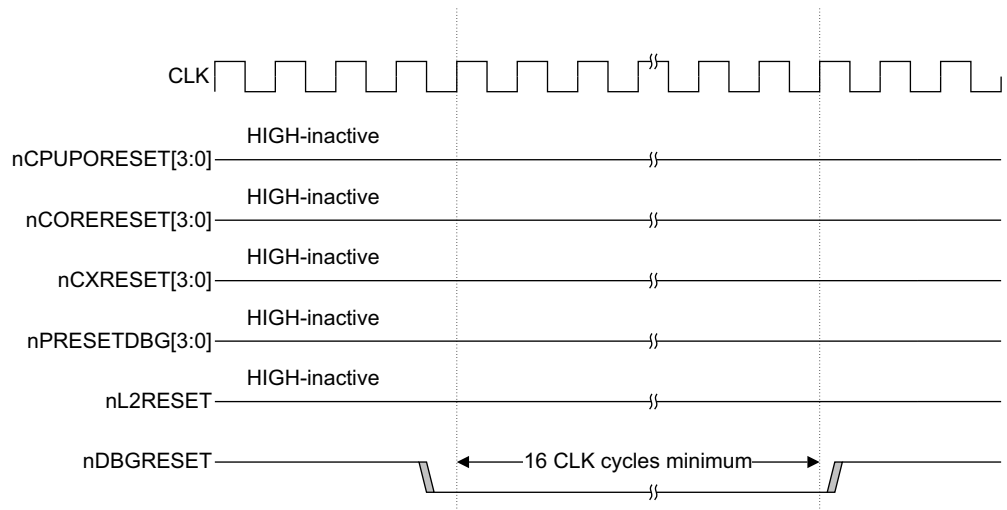 CLK
HIGH-inactive
nCPUPORESET[3:0]
HIGH-inactive
nCORERESET[3:0]
HIGH-inactive
nCXRESET[3:0]
HIGH-inactive
nPRESETDBG[3:0]
HIGH-inactive
nL2RESET
nDBGRESET
16 CLK cycles minimum